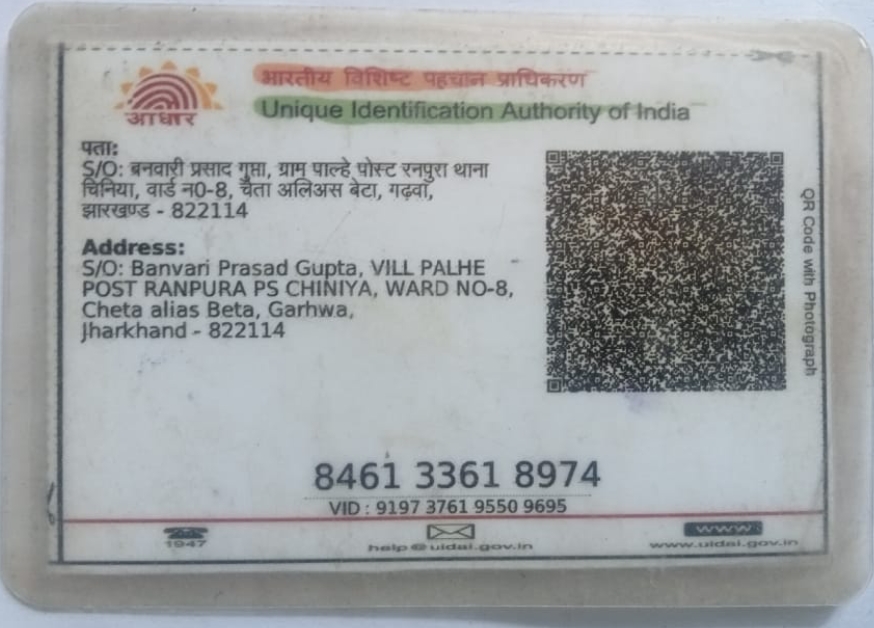 आधार
भारतीय विशिष्ट पहचान प्राधिकरण
Unique Identification Authority of India
पता:
S/O: बनवारी प्रसाद गुप्ता, ग्राम पाल्हे पोस्ट रनपुरा थाना
चिनिया, वार्ड न0-8, चेता अलिअस बेटा, गढ़वा,
झारखण्ड - 822114
Address:
S/O: Banvari Prasad Gupta, VILL PALHE
POST RANPURA PS CHINIYA, WARD NO-8,
Cheta alias Beta, Garhwa,
Jharkhand - 822114
QR Code with Photograph
8461 3361 8974
VID : 9197 3761 9550 9695
1947
help@uidai.gov.in
www
www.uidai.gov.in